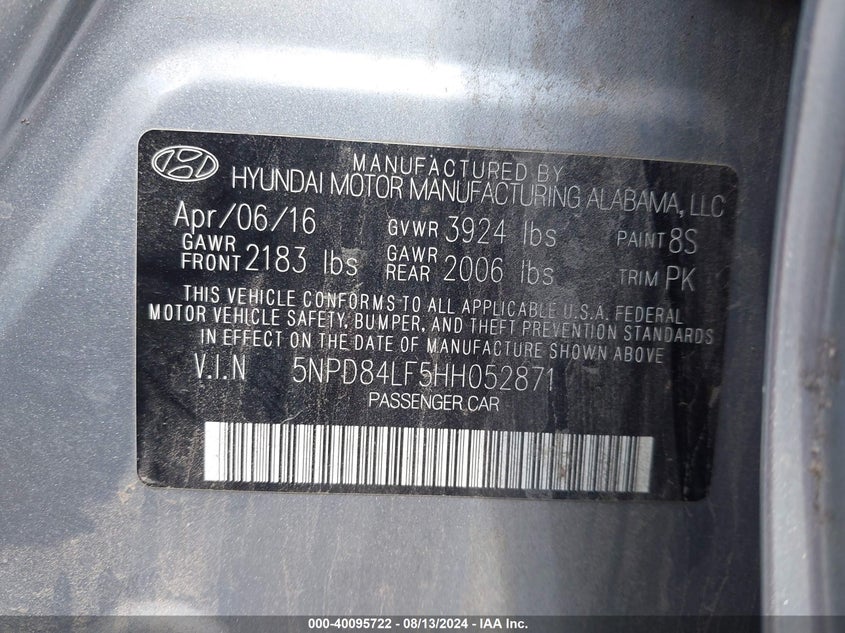 MANUFACTURED BY
HYUNDAI MOTOR MANUFACTURING ALABAMA, LLC
Apr/06/16 GVWR 3924 lbs PAINT 8S
GAWR FRONT 2183 lbs GAWR REAR 2006 lbs TRIM PK
THIS VEHICLE CONFORMS TO ALL APPLICABLE U.S.A. FEDERAL
MOTOR VEHICLE SAFETY, BUMPER, AND THEFT PREVENTION STANDARDS
IN EFFECT ON THE DATE OF MANUFACTURE SHOWN ABOVE.
V.I.N 5NPD84LF5HH052871
PASSENGER CAR
000-40095722 - 08/13/2024 - IAA Inc.